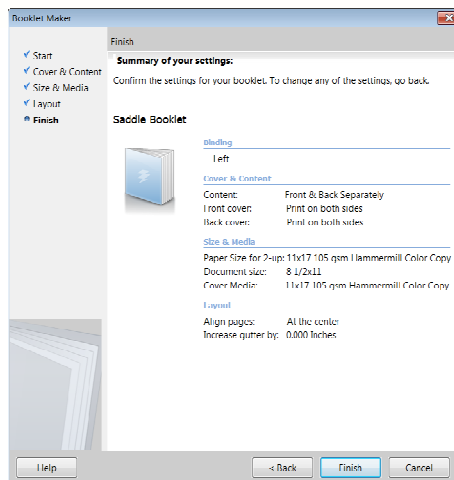 Booklet Maker
Start
Cover & Content
Size & Media
Layout
Finish
Finish
Summary of your settings:
Confirm the settings for your booklet. To change any of the settings, go back.
Saddle Booklet
Binding
Left
Cover & Content
Content: Front & Back Separately
Front cover: Print on both sides
Back cover: Print on both sides
Size & Media
Paper Size for 2-up: 11x17 105 gsm Hammermill Color Copy
Document size: 8 1/2x11
Cover Media: 11x17 105 gsm Hammermill Color Copy
Layout
Align pages: At the center
Increase gutter by: 0.000 Inches
Help
< Back
Finish
Cancel